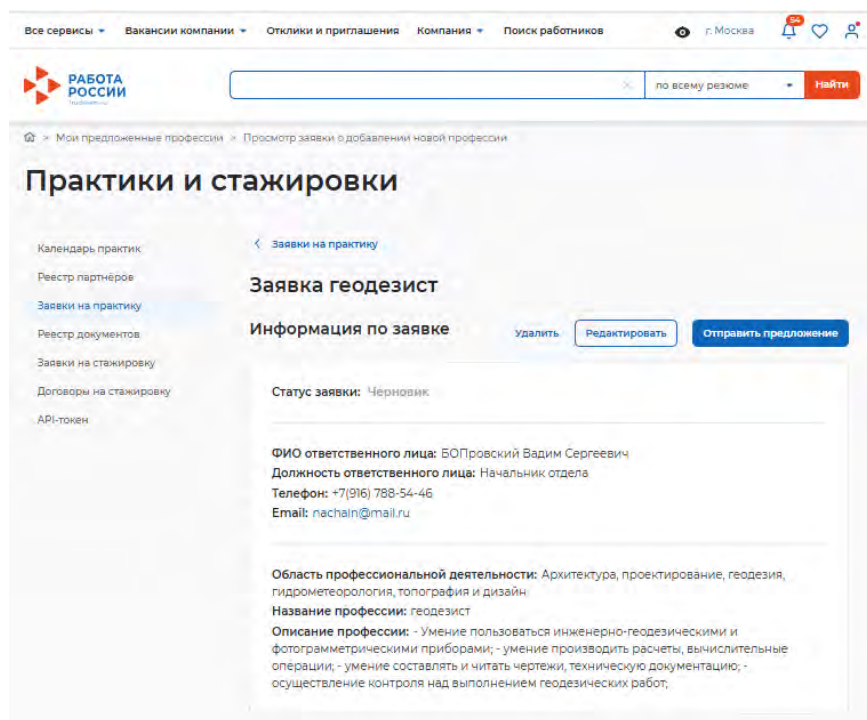 Все сервисы Вакансии компании Отклики и приглашения Компания Поиск работников г. Москва 54
РАБОТА
РОССИИ
по всему резюме Найти
> Мои предложенные профессии > Просмотр заявки о добавлении новой профессии
Практики и стажировки
Календарь практик
Реестр партнёров
Заявки на практику
Реестр документов
Заявки на стажировку
Договоры на стажировку
API-токен
Заявки на практику
Заявка геодезист
Информация по заявке Удалить Редактировать Отправить предложение
Статус заявки: Черновик
ФИО ответственного лица: БОПровский Вадим Сергеевич
Должность ответственного лица: Начальник отдела
Телефон: +7(916) 788-54-46
Email: nachaln@mail.ru
Область профессиональной деятельности: Архитектура, проектирование, геодезия,
гидрометеорология, топография и дизайн
Название профессии: геодезист
Описание профессии: - Умение пользоваться инженерно-геодезическими и
фотограмметрическими приборами; - умение производить расчеты, вычислительные
операции; - умение составлять и читать чертежи, техническую документацию; -
осуществление контроля над выполнением геодезических работ;